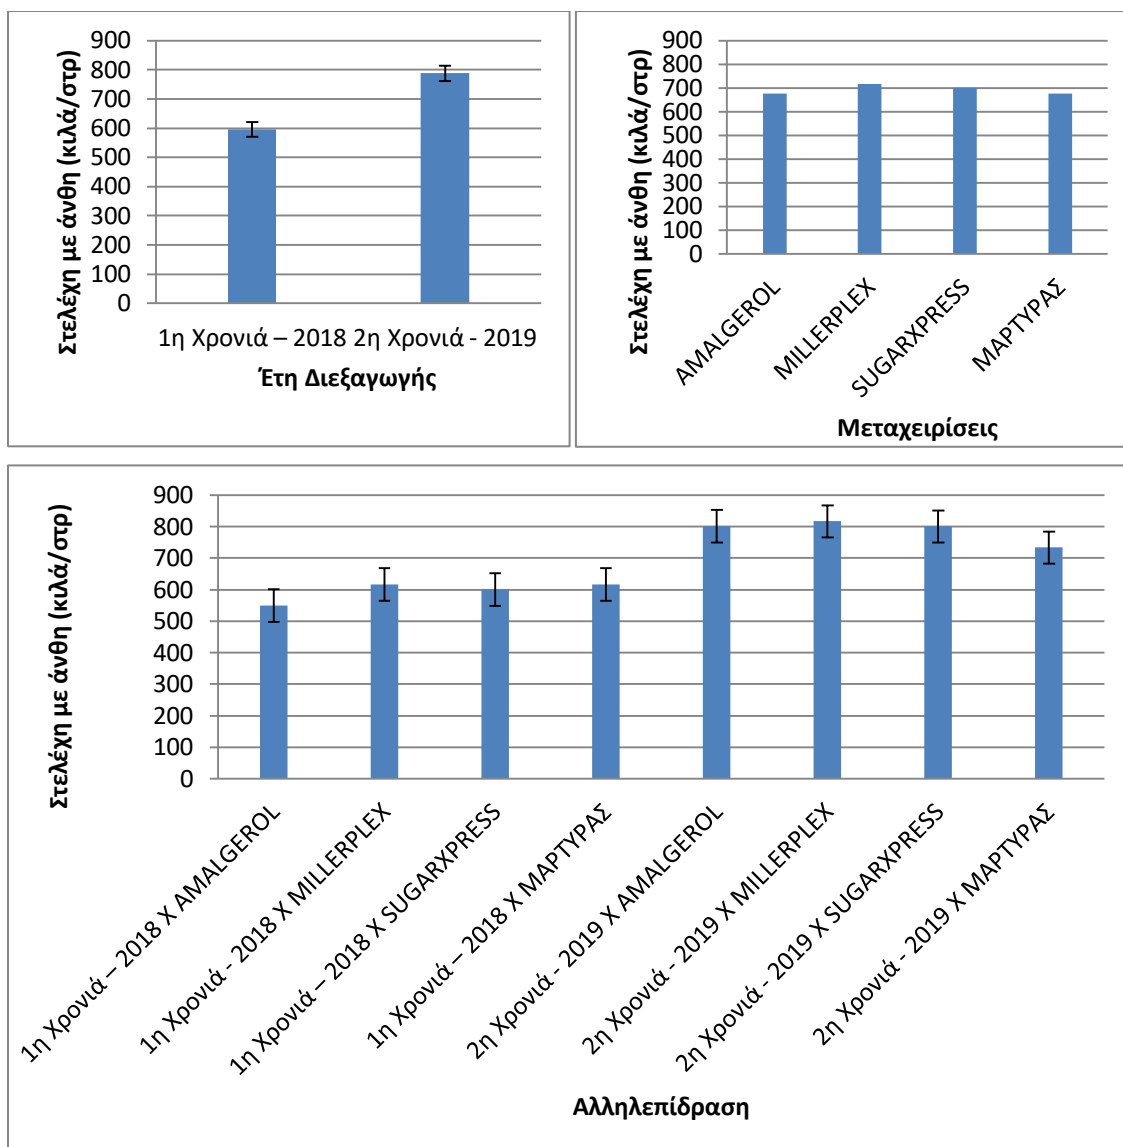 Στελέχη με άνθη (κιλά/στρ)
900
800
700
600
500
400
300
200
100
0
1η Χρονιά – 2018 2η Χρονιά - 2019
Έτη Διεξαγωγής
Στελέχη με άνθη (κιλά/στρ)
900
800
700
600
500
400
300
200
100
0
AMALGEROL
MILLERPLEX
SUGARXPRESS
ΜΑΡΤΥΡΑΣ
Μεταχειρίσεις
Στελέχη με άνθη (κιλά/στρ)
900
800
700
600
500
400
300
200
100
0
1η Χρονιά – 2018 X AMALGEROL
1η Χρονιά - 2018 X MILLERPLEX
1η Χρονιά – 2018 X SUGARXPRESS
1η Χρονιά – 2018 X ΜΑΡΤΥΡΑΣ
2η Χρονιά - 2019 X AMALGEROL
2η Χρονιά - 2019 X MILLERPLEX
2η Χρονιά - 2019 X SUGARXPRESS
2η Χρονιά - 2019 X ΜΑΡΤΥΡΑΣ
Αλληλεπίδραση